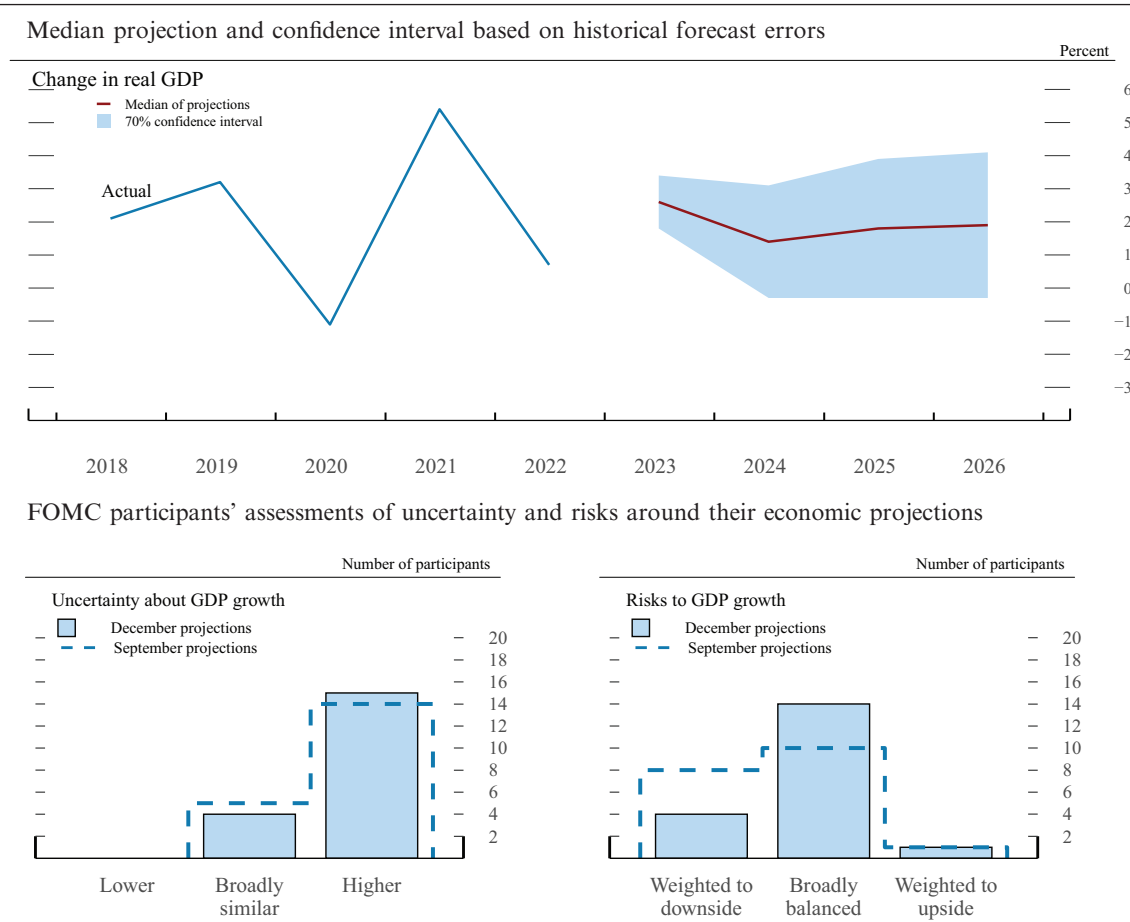 Median projection and confidence interval based on historical forecast errors
Percent
Change in real GDP
Median of projections
70% confidence interval
Actual
6
5
4
3
2
1
0
−1
−2
−3
2018 2019 2020 2021 2022 2023 2024 2025 2026
FOMC participants’ assessments of uncertainty and risks around their economic projections
Number of participants
Uncertainty about GDP growth
December projections
September projections
20
18
16
14
12
10
8
6
4
2
Lower Broadly similar Higher
Number of participants
Risks to GDP growth
December projections
September projections
20
18
16
14
12
10
8
6
4
2
Weighted to downside Broadly balanced Weighted to upside